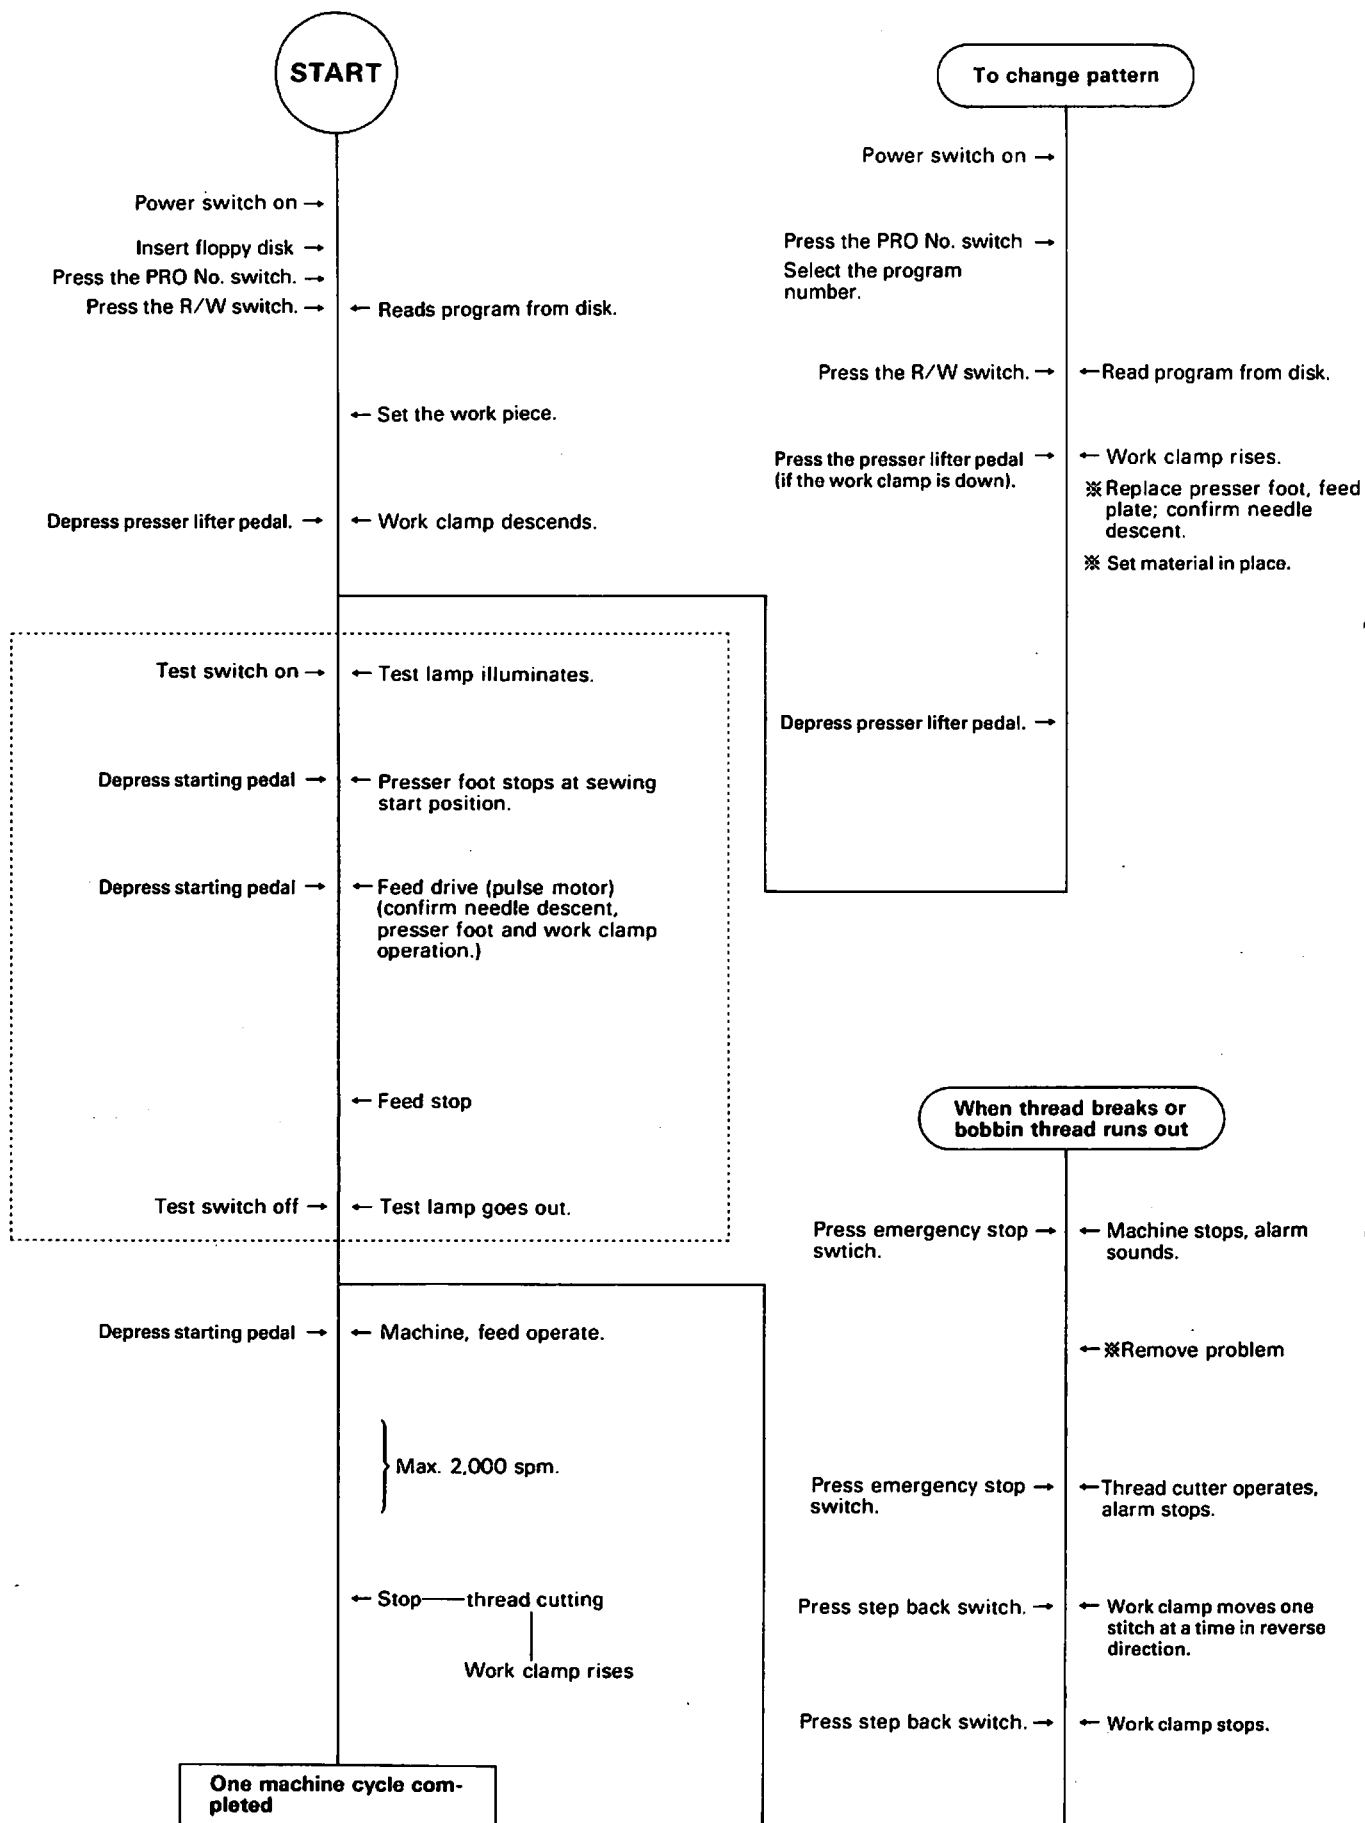 START
Power switch on →
Insert floppy disk →
Press the PRO No. switch. →
Press the R/W switch. →
← Reads program from disk.
← Set the work piece.
Depress presser lifter pedal. →
← Work clamp descends.
Test switch on →
← Test lamp illuminates.
Depress starting pedal →
← Presser foot stops at sewing
start position.
Depress starting pedal →
← Feed drive (pulse motor)
(confirm needle descent,
presser foot and work clamp
operation.)
← Feed stop
Test switch off →
← Test lamp goes out.
Depress starting pedal →
← Machine, feed operate.
Max. 2,000 spm.
← Stop——thread cutting
Work clamp rises
One machine cycle com-
pleted
To change pattern
Power switch on →
Press the PRO No. switch →
Select the program
number.
Press the R/W switch. →
← Read program from disk.
Press the presser lifter pedal →
(if the work clamp is down).
← Work clamp rises.
※ Replace presser foot, feed
plate; confirm needle
descent.
※ Set material in place.
Depress presser lifter pedal. →
When thread breaks or
bobbin thread runs out
Press emergency stop →
swtich.
← Machine stops, alarm
sounds.
← ※Remove problem
Press emergency stop →
switch.
← Thread cutter operates,
alarm stops.
Press step back switch. →
← Work clamp moves one
stitch at a time in reverse
direction.
Press step back switch. →
← Work clamp stops.